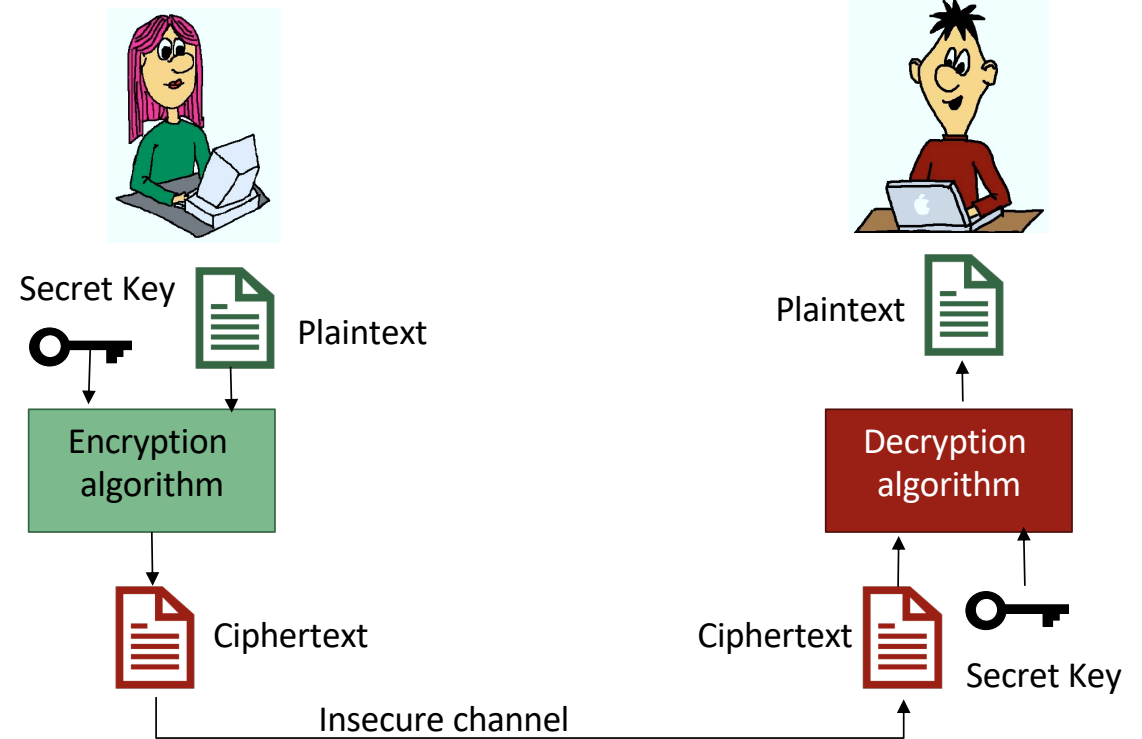 Secret Key
Plaintext
Encryption
algorithm
Ciphertext
Insecure channel
Plaintext
Decryption
algorithm
Ciphertext
Secret Key